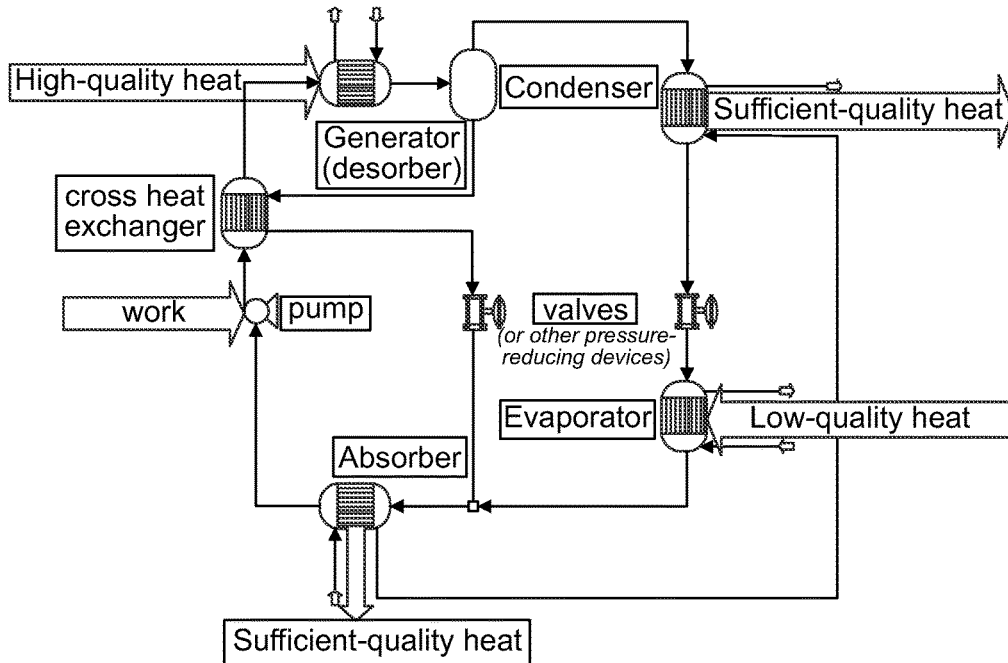 High-quality heat
Condenser
Sufficient-quality heat
Generator
(desorber)
cross heat
exchanger
work
pump
valves
(or other pressure-
reducing devices)
Evaporator
Low-quality heat
Absorber
Sufficient-quality heat